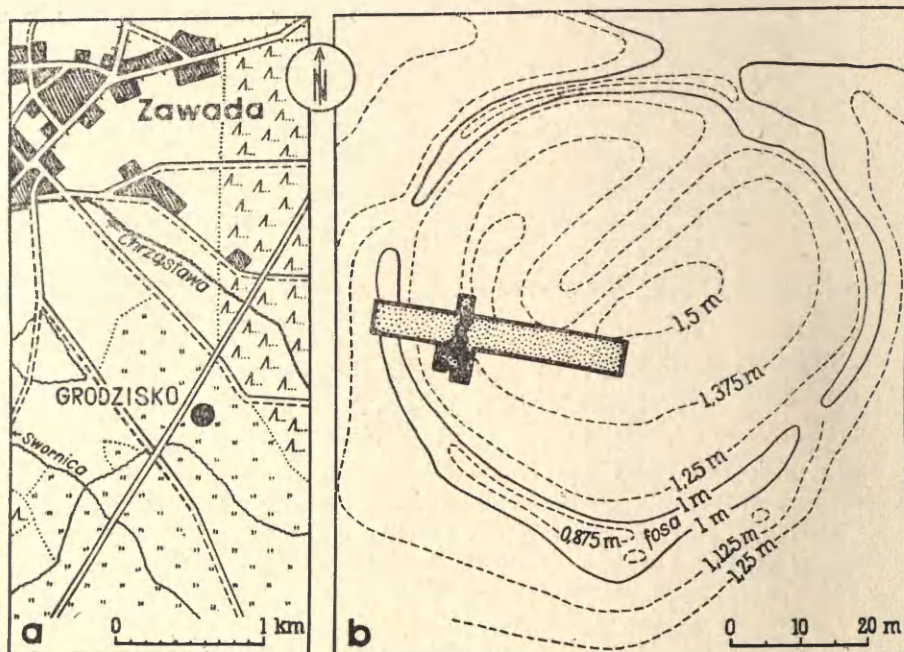 Zawada
N
Chrząstawa
GRODZISKO
Swornica
a
0 1 km
1.5 m
1,375 m
1,25 m
1 m
1 m
fosa
0,875 m
1,125 m
1,25 m
b
0 10 20 m